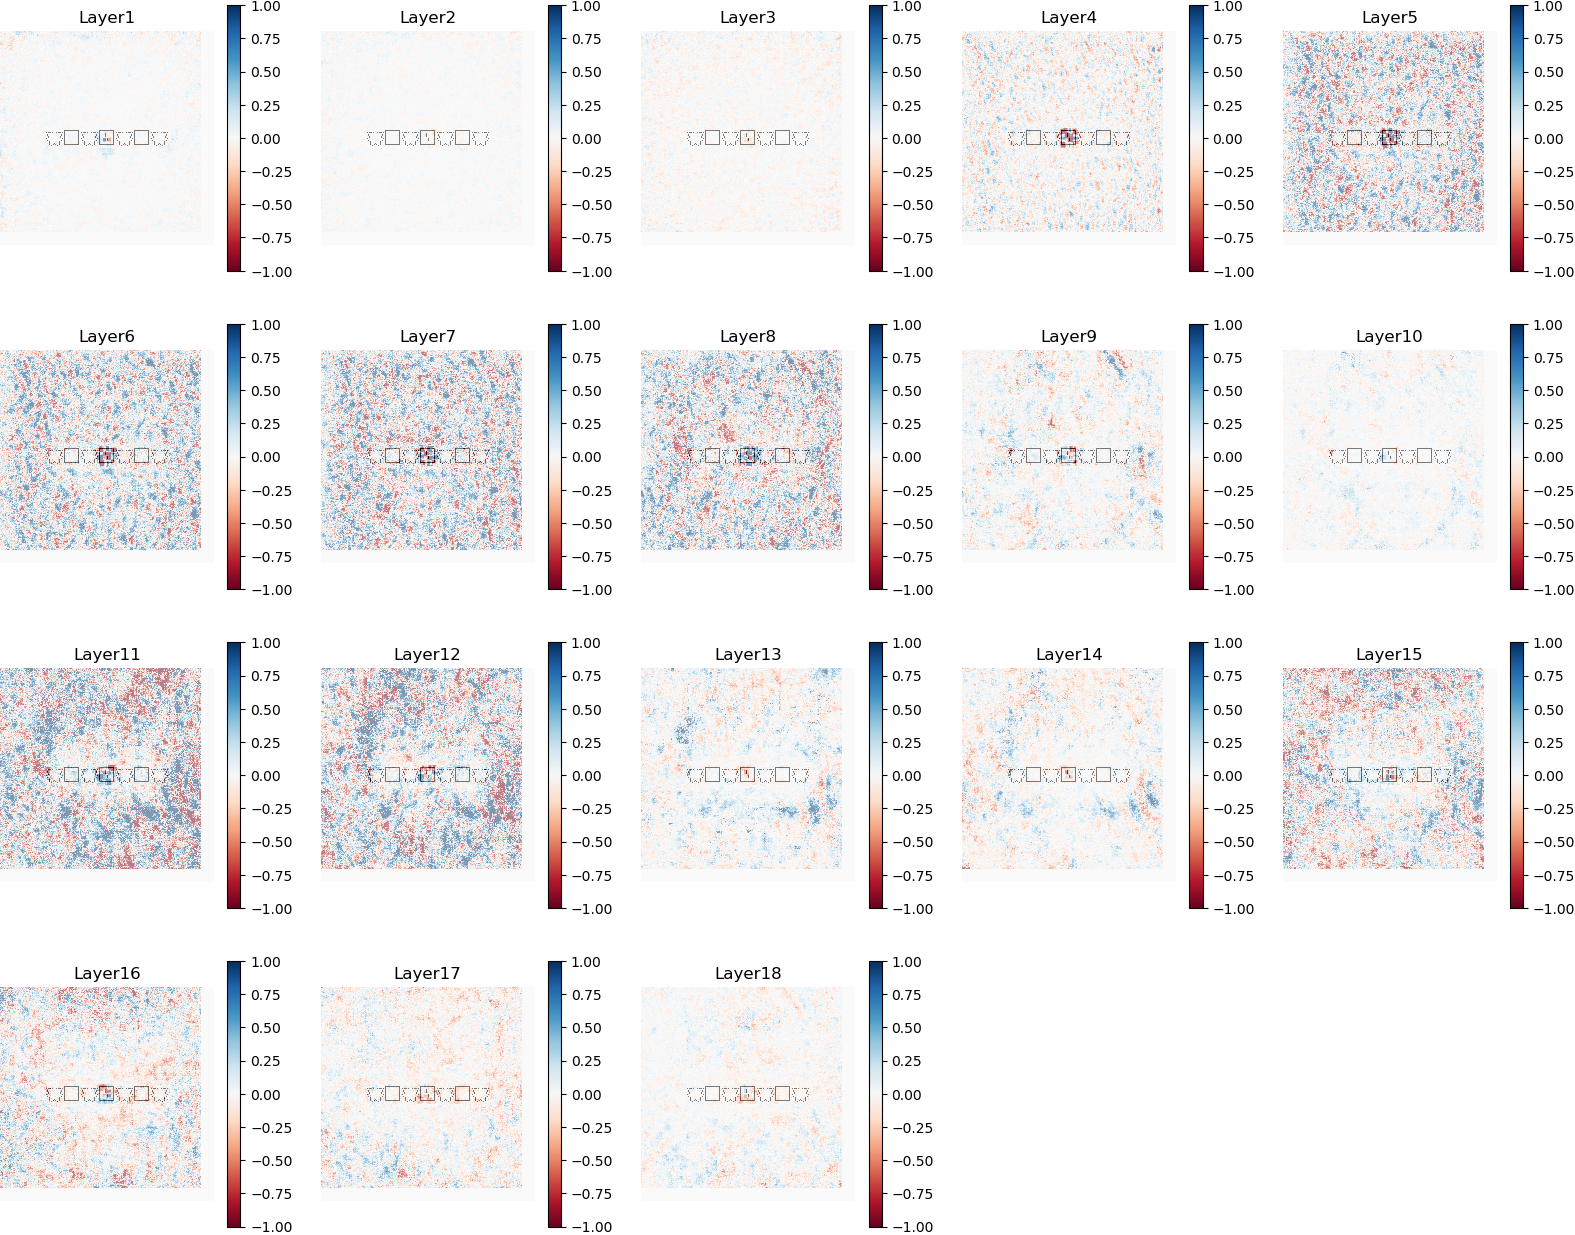 Layer1 Layer2 Layer3 Layer4 Layer5
1.00 1.00 1.00 1.00 1.00
0.75 0.75 0.75 0.75 0.75
0.50 0.50 0.50 0.50 0.50
0.25 0.25 0.25 0.25 0.25
0.00 0.00 0.00 0.00 0.00
−0.25 −0.25 −0.25 −0.25 −0.25
−0.50 −0.50 −0.50 −0.50 −0.50
−0.75 −0.75 −0.75 −0.75 −0.75
−1.00 −1.00 −1.00 −1.00 −1.00
Layer6 Layer7 Layer8 Layer9 Layer10
1.00 1.00 1.00 1.00 1.00
0.75 0.75 0.75 0.75 0.75
0.50 0.50 0.50 0.50 0.50
0.25 0.25 0.25 0.25 0.25
0.00 0.00 0.00 0.00 0.00
−0.25 −0.25 −0.25 −0.25 −0.25
−0.50 −0.50 −0.50 −0.50 −0.50
−0.75 −0.75 −0.75 −0.75 −0.75
−1.00 −1.00 −1.00 −1.00 −1.00
Layer11 Layer12 Layer13 Layer14 Layer15
1.00 1.00 1.00 1.00 1.00
0.75 0.75 0.75 0.75 0.75
0.50 0.50 0.50 0.50 0.50
0.25 0.25 0.25 0.25 0.25
0.00 0.00 0.00 0.00 0.00
−0.25 −0.25 −0.25 −0.25 −0.25
−0.50 −0.50 −0.50 −0.50 −0.50
−0.75 −0.75 −0.75 −0.75 −0.75
−1.00 −1.00 −1.00 −1.00 −1.00
Layer16 Layer17 Layer18
1.00 1.00 1.00
0.75 0.75 0.75
0.50 0.50 0.50
0.25 0.25 0.25
0.00 0.00 0.00
−0.25 −0.25 −0.25
−0.50 −0.50 −0.50
−0.75 −0.75 −0.75
−1.00 −1.00 −1.00